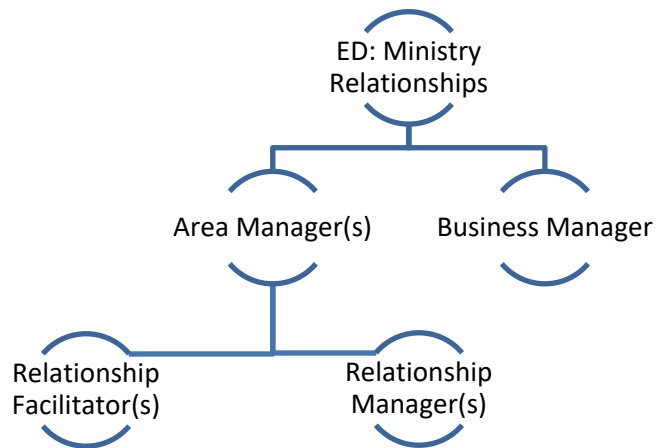 ED: Ministry
Relationships
Area Manager(s)
Business Manager
Relationship
Facilitator(s)
Relationship
Manager(s)